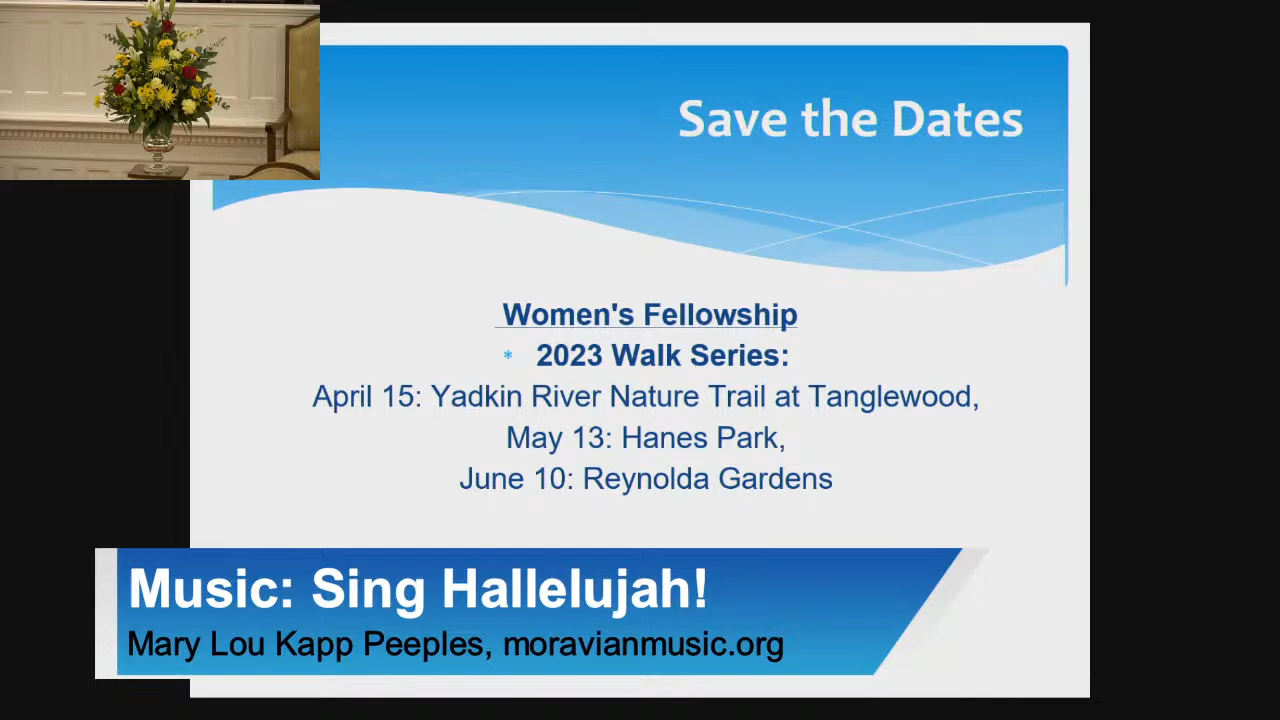 Save the Dates
Women's Fellowship
* 2023 Walk Series:
April 15: Yadkin River Nature Trail at Tanglewood,
May 13: Hanes Park,
June 10: Reynolda Gardens
Music: Sing Hallelujah!
Mary Lou Kapp Peeples, moravianmusic.org